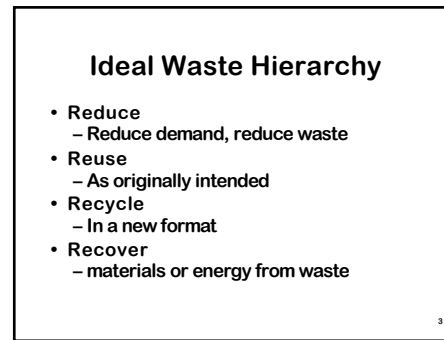 Ideal Waste Hierarchy
• Reduce
– Reduce demand, reduce waste
• Reuse
– As originally intended
• Recycle
– In a new format
• Recover
– materials or energy from waste
3